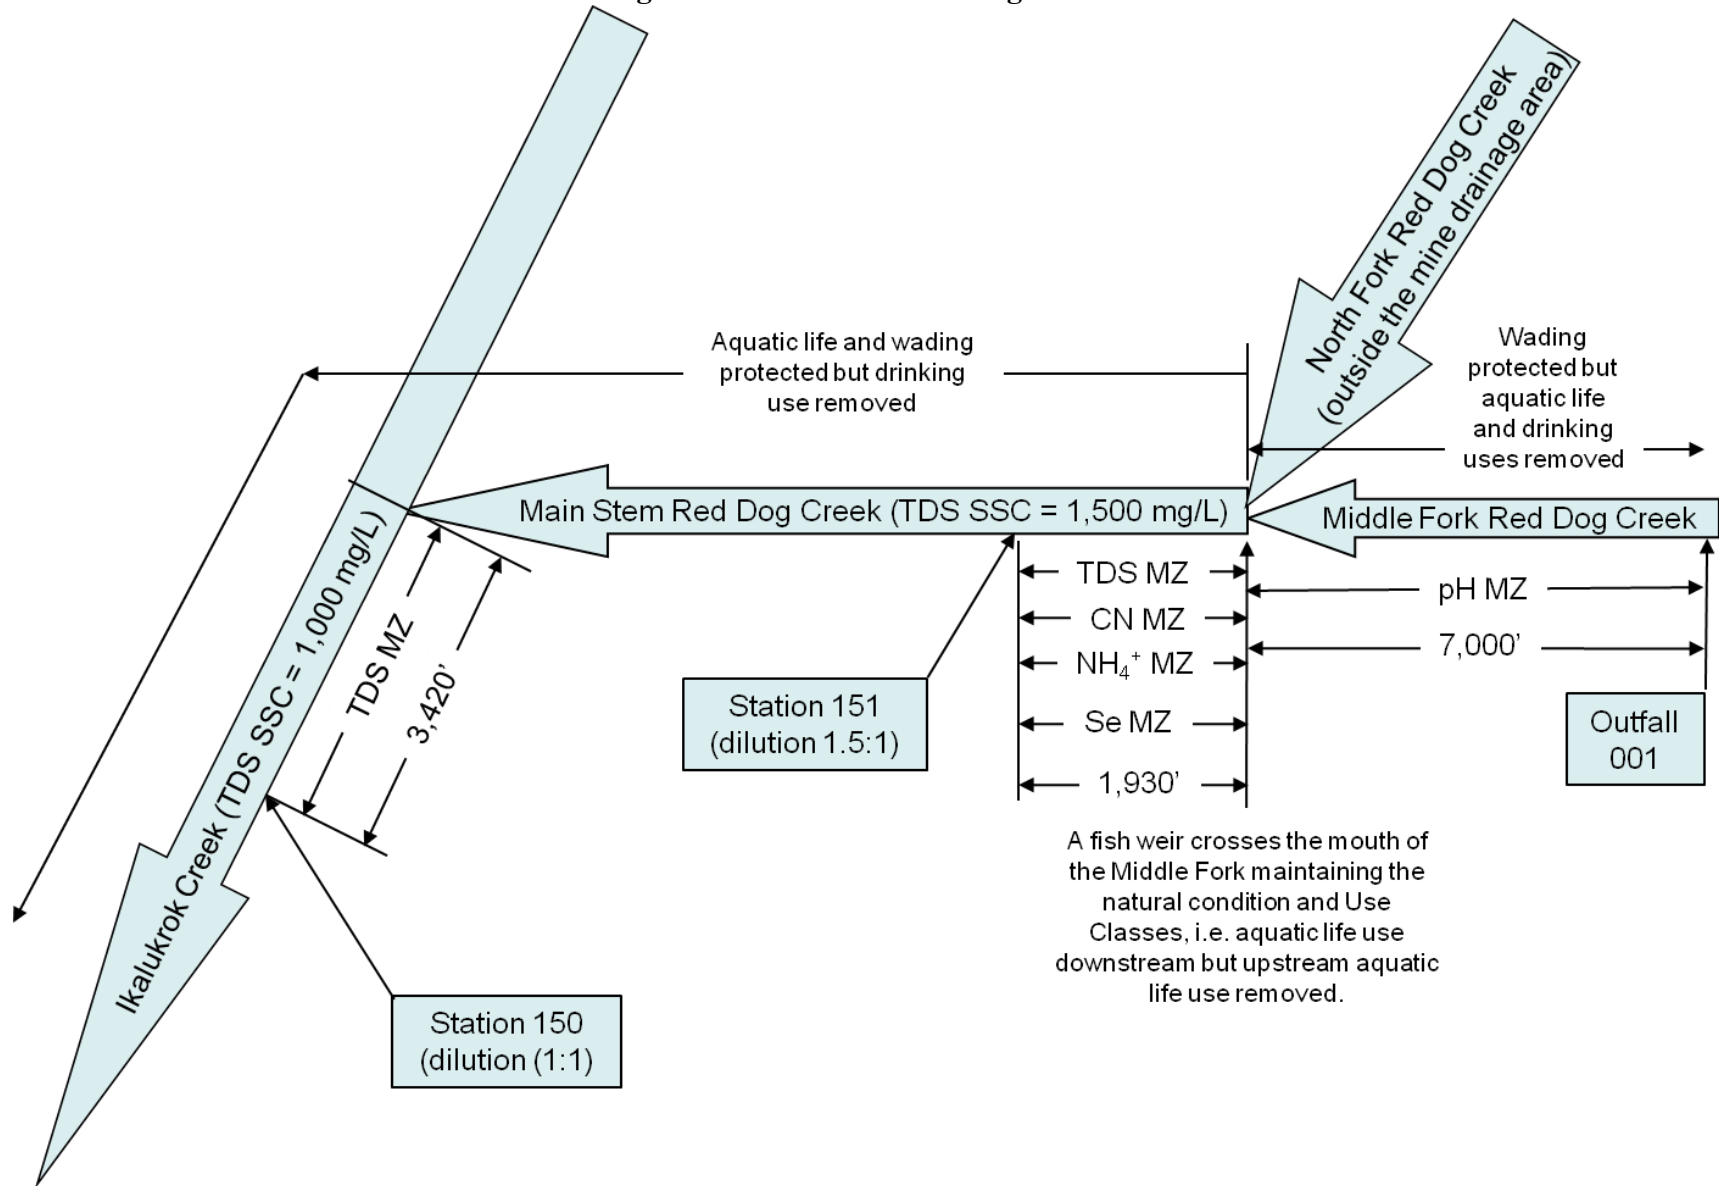 North Fork Red Dog Creek
(outside the mine drainage area)
Aquatic life and wading
protected but drinking
use removed
Wading
protected but
aquatic life
and drinking
uses removed
Main Stem Red Dog Creek (TDS SSC = 1,500 mg/L)
Middle Fork Red Dog Creek
Ikalukrok Creek (TDS SSC = 1,000 mg/L)
TDS MZ
3,420’
TDS MZ
CN MZ
NH₄⁺ MZ
Se MZ
1,930’
pH MZ
7,000’
Station 151
(dilution 1.5:1)
Outfall
001
A fish weir crosses the mouth of
the Middle Fork maintaining the
natural condition and Use
Classes, i.e. aquatic life use
downstream but upstream aquatic
life use removed.
Station 150
(dilution (1:1)